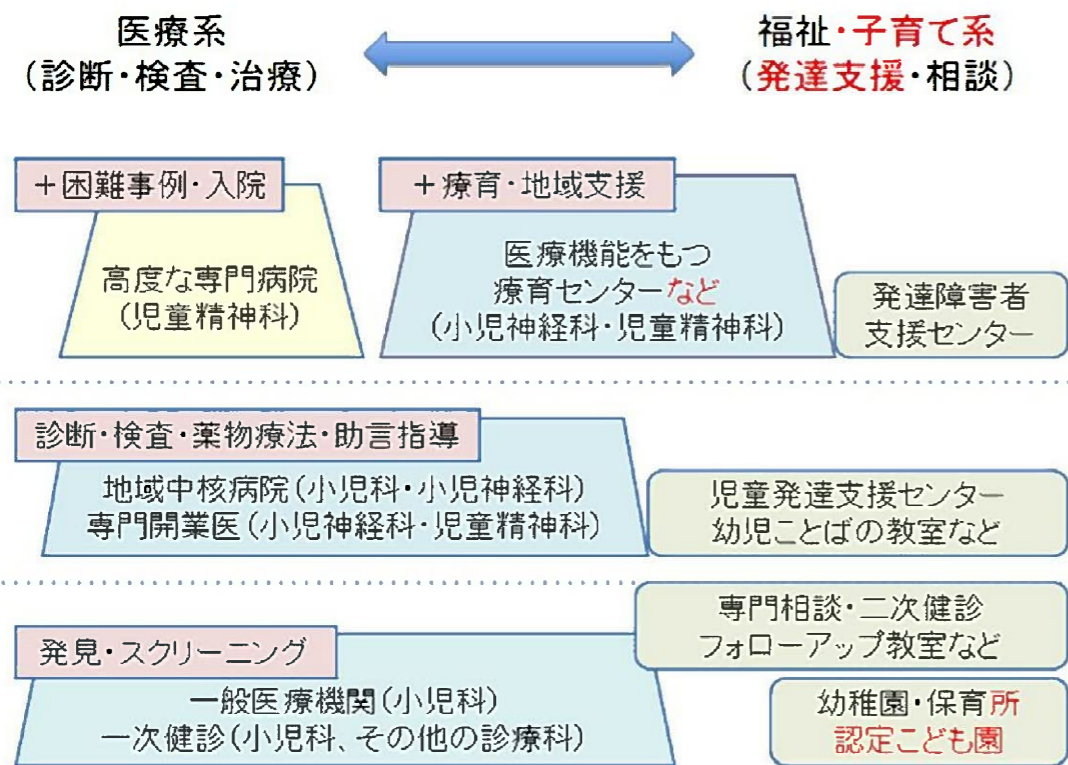 医療系
(診断・検査・治療)
福祉・子育て系
(発達支援・相談)
＋困難事例・入院
高度な専門病院
(児童精神科)
＋療育・地域支援
医療機能をもつ
療育センターなど
(小児神経科・児童精神科)
発達障害者
支援センター
診断・検査・薬物療法・助言指導
地域中核病院(小児科・小児神経科)
専門開業医(小児神経科・児童精神科)
児童発達支援センター
幼児ことばの教室など
専門相談・二次健診
フォローアップ教室など
発見・スクリーニング
一般医療機関(小児科)
一次健診(小児科、その他の診療科)
幼稚園・保育所
認定こども園